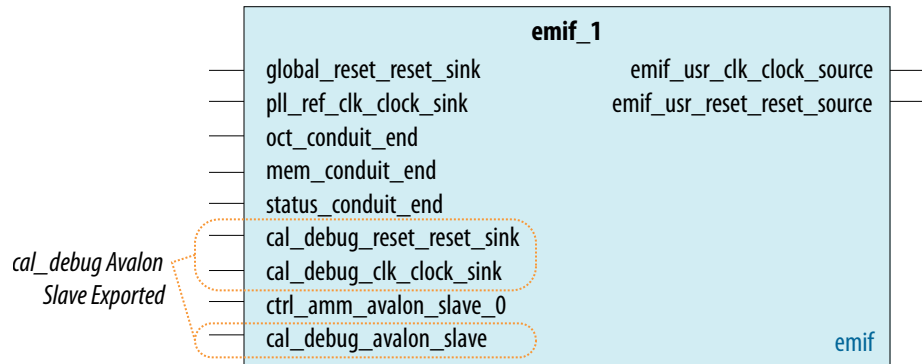 emif_1
global_reset_reset_sink emif_usr_clk_clock_source
pll_ref_clk_clock_sink emif_usr_reset_reset_source
oct_conduit_end
mem_conduit_end
status_conduit_end
cal_debug_reset_reset_sink
cal_debug_clk_clock_sink
ctrl_amm_avalon_slave_0
cal_debug_avalon_slave
cal_debug Avalon
Slave Exported
emif